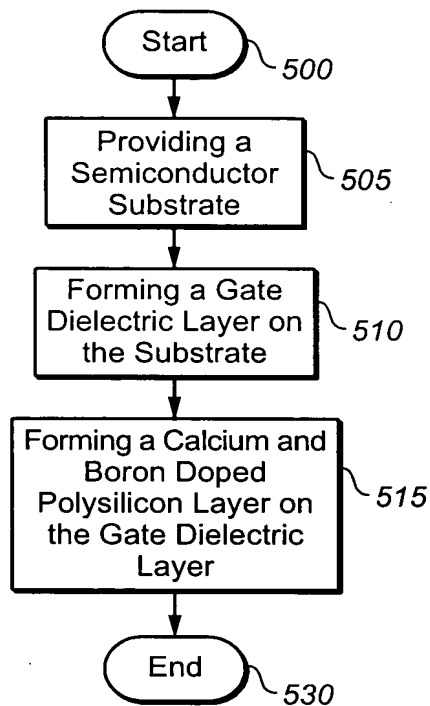 Start
500
Providing a
Semiconductor
Substrate
505
Forming a Gate
Dielectric Layer on
the Substrate
510
Forming a Calcium and
Boron Doped
Polysilicon Layer on
the Gate Dielectric
Layer
515
End
530